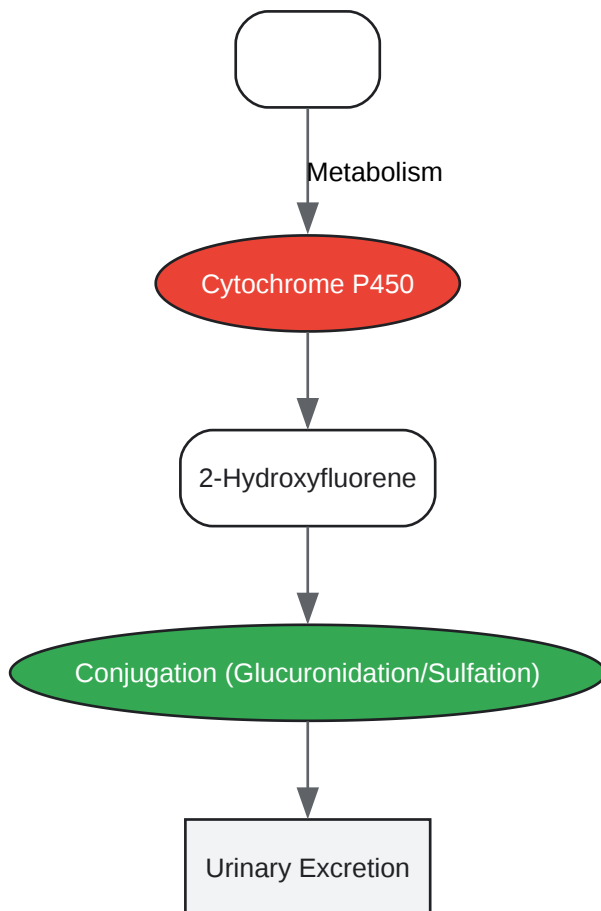 Metabolism
Cytochrome P450
2-Hydroxyfluorene
Conjugation (Glucuronidation/Sulfation)
Urinary Excretion